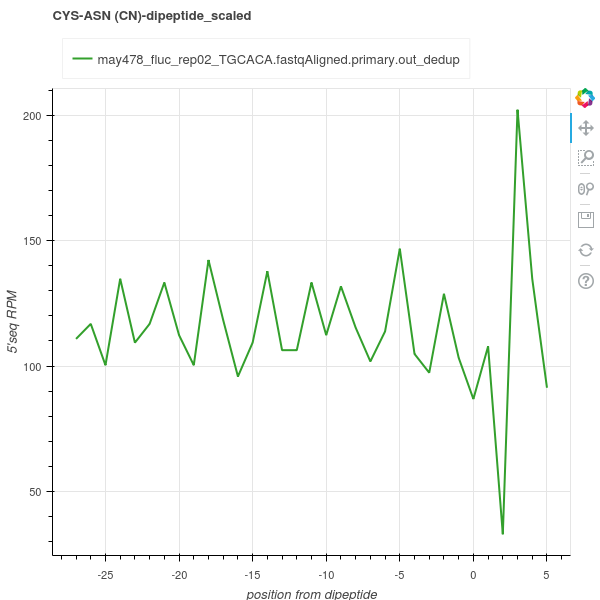 CYS-ASN (CN)-dipeptide_scaled
may478_fluc_rep02_TGCACA.fastqAligned.primary.out_dedup
200
150
100
50
5'seq RPM
-25 -20 -15 -10 -5 0 5
position from dipeptide